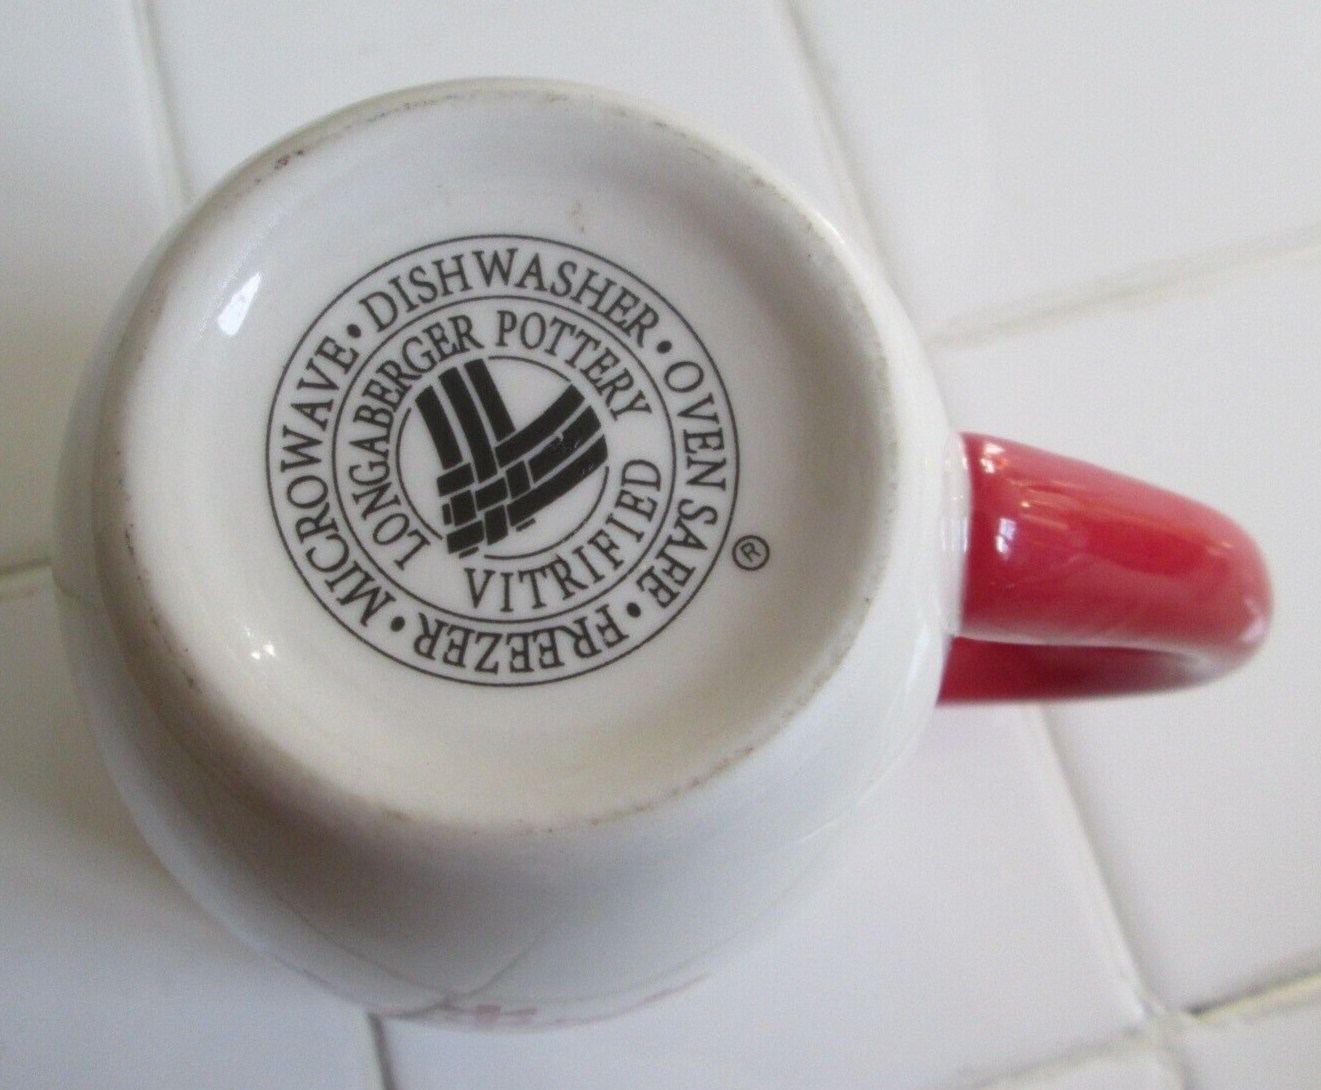 MICROWAVE • DISHWASHER • OVEN SAFE • FREEZER •
LONGABERGER POTTERY
VITRIFIED
®